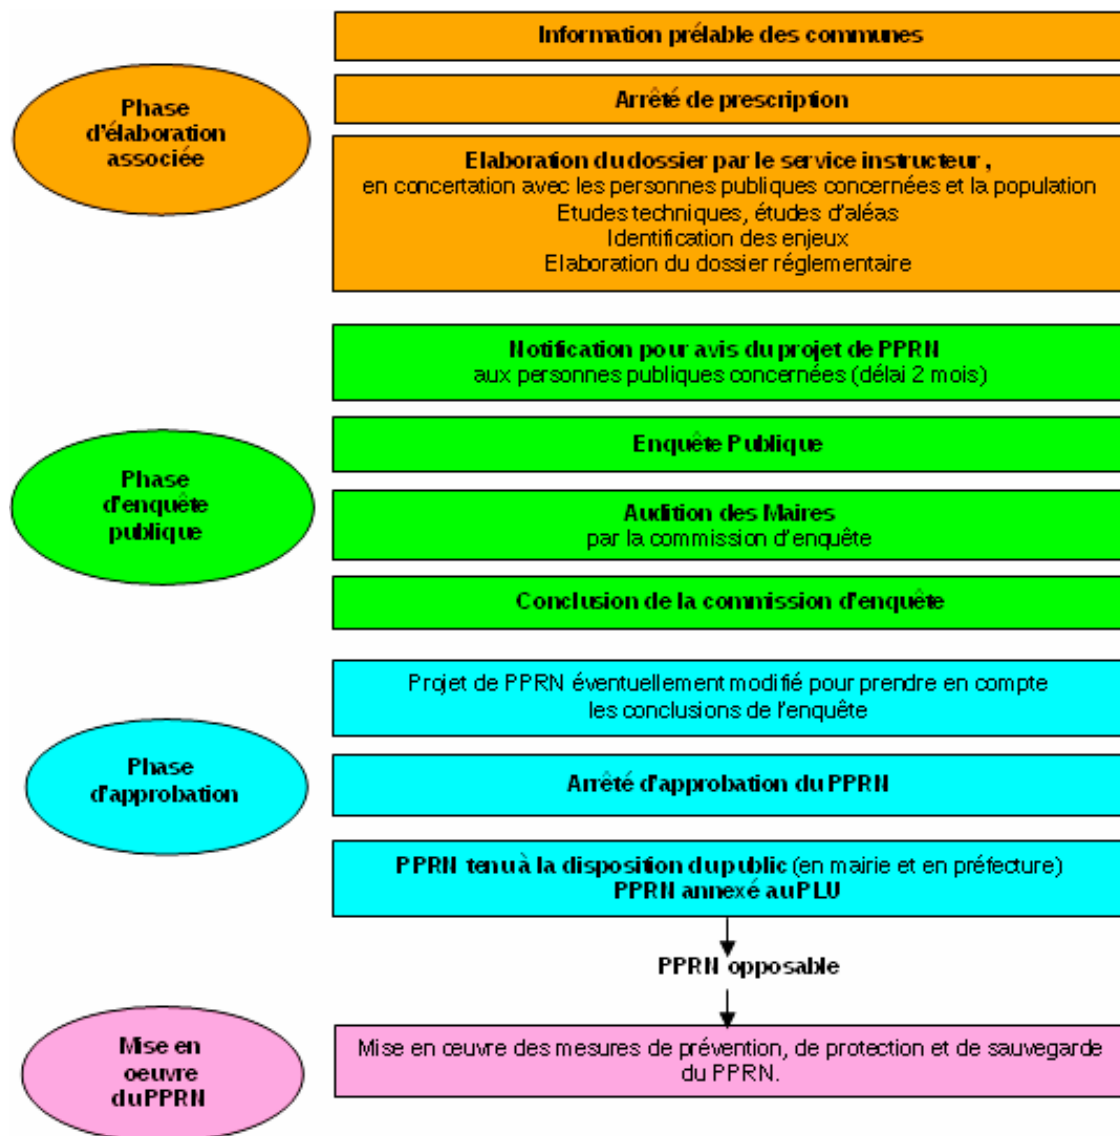 Phase
d'élaboration
associée
Information prélable des communes
Arrêté de prescription
Elaboration du dossier par le service instructeur ,
en concertation avec les personnes publiques concernées et la population
Etudes techniques, études d'aléas
Identification des enjeux
Elaboration du dossier réglementaire
Phase
d'enquête
publique
Notification pour avis du projet de PPRN
aux personnes publiques concernées (délai 2 mois)
Enquête Publique
Audition des Maires
par la commission d'enquête
Conclusion de la commission d'enquête
Phase
d'approbation
Projet de PPRN éventuellement modifié pour prendre en compte
les conclusions de l'enquête
Arrêté d'approbation du PPRN
PPRN tenu à la disposition du public (en mairie et en préfecture)
PPRN annexé au PLU
PPRN opposable
Mise en
oeuvre
du PPRN
Mise en œuvre des mesures de prévention, de protection et de sauvegarde
du PPRN.